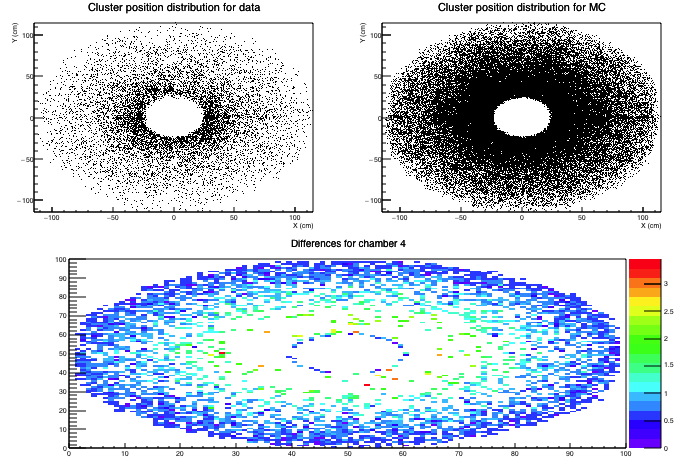 Cluster position distribution for data
Y (cm)
100
50
0
−50
−100
−100 −50 0 50 100
X (cm)
Cluster position distribution for MC
Y (cm)
100
50
0
−50
−100
−100 −50 0 50 100
X (cm)
Differences for chamber 4
100
90
80
70
60
50
40
30
20
10
0
0 10 20 30 40 50 60 70 80 90 100
3
2.5
2
1.5
1
0.5
0